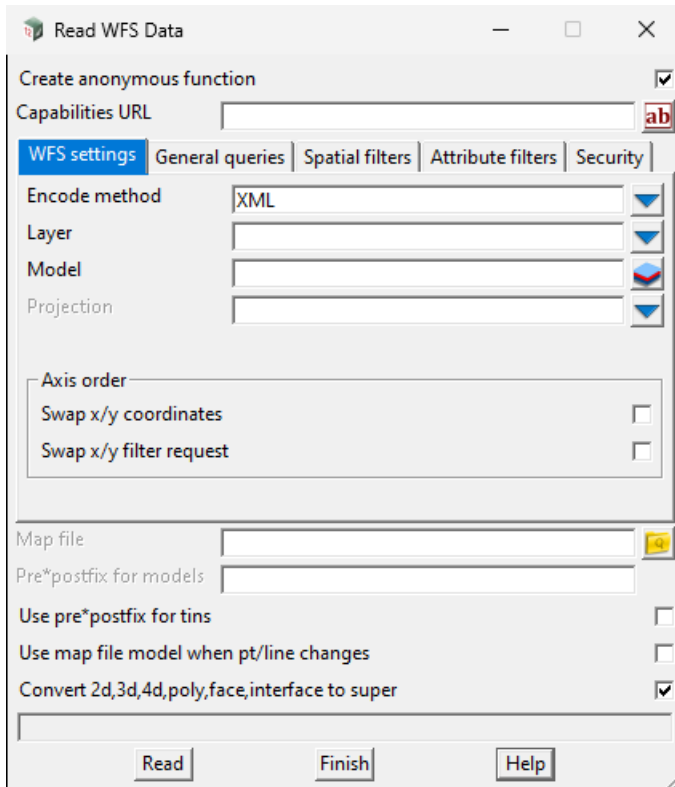 Read WFS Data
Create anonymous function
Capabilities URL ab
WFS settings General queries Spatial filters Attribute filters Security
Encode method XML
Layer
Model
Projection
Axis order
Swap x/y coordinates
Swap x/y filter request
Map file
Pre*postfix for models
Use pre*postfix for tins
Use map file model when pt/line changes
Convert 2d,3d,4d,poly,face,interface to super
Read Finish Help